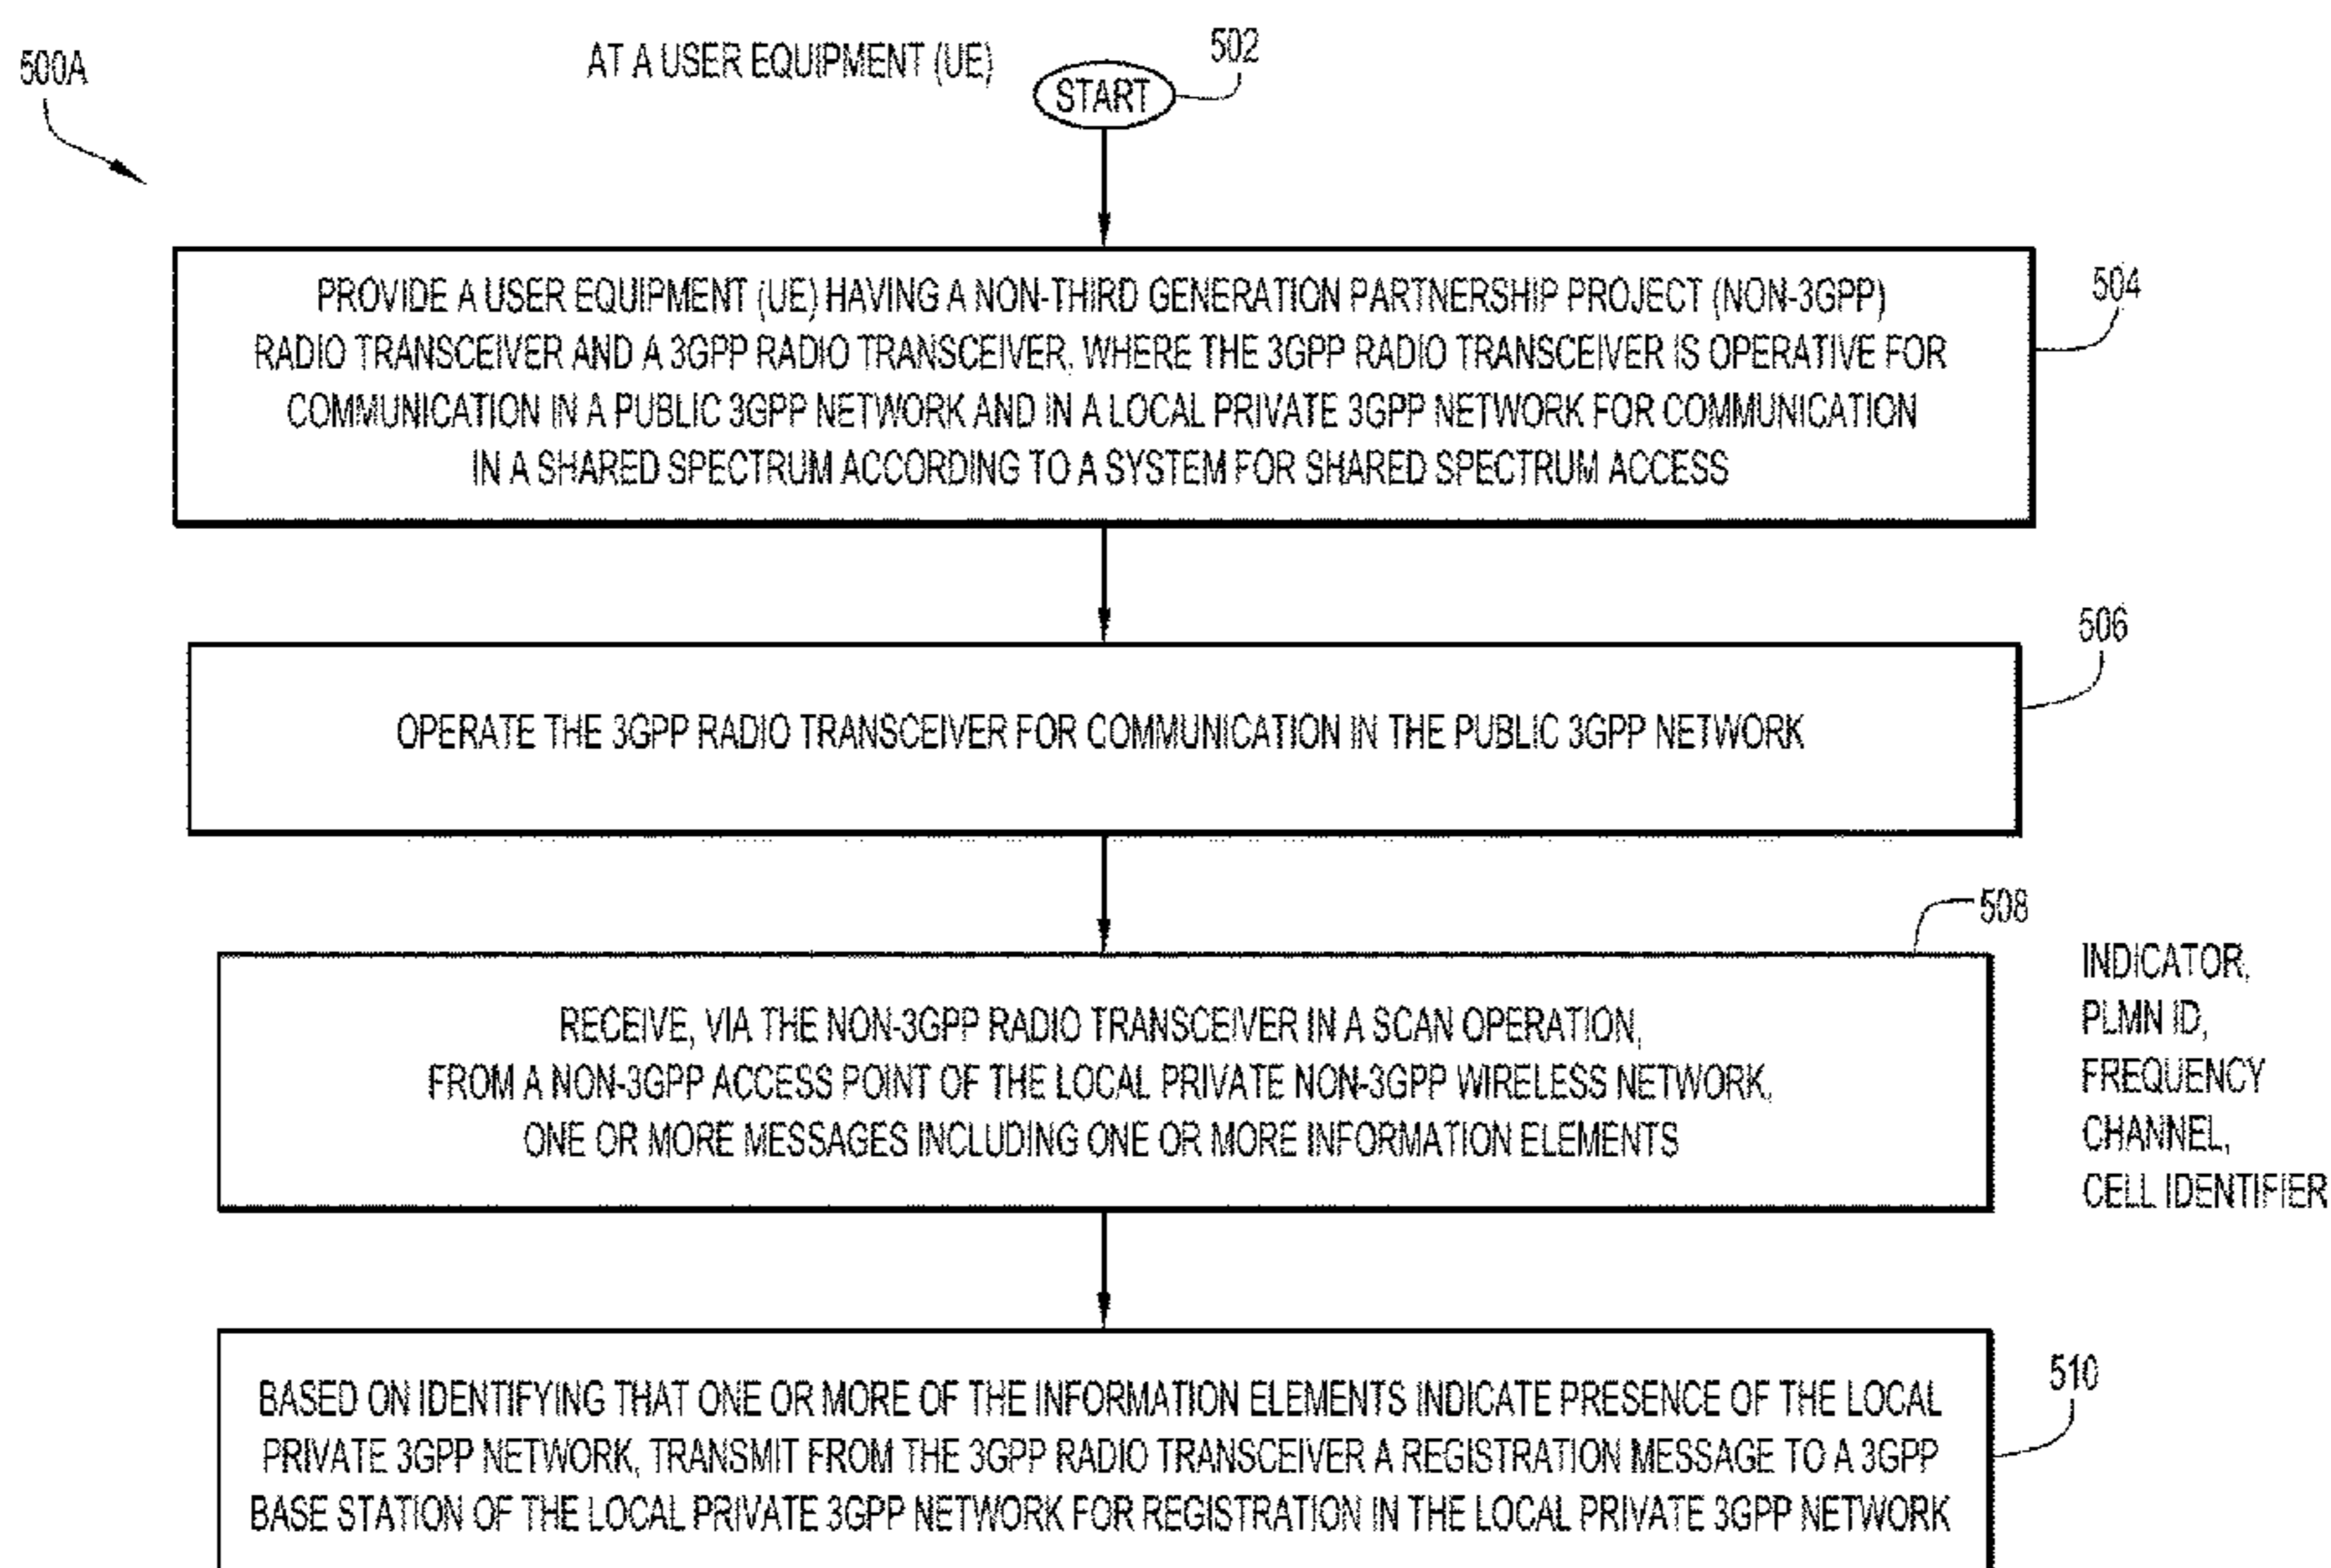 500A
AT A USER EQUIPMENT (UE)
START
502
PROVIDE A USER EQUIPMENT (UE) HAVING A NON-THIRD GENERATION PARTNERSHIP PROJECT (NON-3GPP)
RADIO TRANSCEIVER AND A 3GPP RADIO TRANSCEIVER, WHERE THE 3GPP RADIO TRANSCEIVER IS OPERATIVE FOR
COMMUNICATION IN A PUBLIC 3GPP NETWORK AND IN A LOCAL PRIVATE 3GPP NETWORK FOR COMMUNICATION
IN A SHARED SPECTRUM ACCORDING TO A SYSTEM FOR SHARED SPECTRUM ACCESS
504
OPERATE THE 3GPP RADIO TRANSCEIVER FOR COMMUNICATION IN THE PUBLIC 3GPP NETWORK
506
RECEIVE, VIA THE NON-3GPP RADIO TRANSCEIVER IN A SCAN OPERATION,
FROM A NON-3GPP ACCESS POINT OF THE LOCAL PRIVATE NON-3GPP WIRELESS NETWORK,
ONE OR MORE MESSAGES INCLUDING ONE OR MORE INFORMATION ELEMENTS
508
INDICATOR,
PLMN ID,
FREQUENCY
CHANNEL,
CELL IDENTIFIER
BASED ON IDENTIFYING THAT ONE OR MORE OF THE INFORMATION ELEMENTS INDICATE PRESENCE OF THE LOCAL
PRIVATE 3GPP NETWORK, TRANSMIT FROM THE 3GPP RADIO TRANSCEIVER A REGISTRATION MESSAGE TO A 3GPP
BASE STATION OF THE LOCAL PRIVATE 3GPP NETWORK FOR REGISTRATION IN THE LOCAL PRIVATE 3GPP NETWORK
510